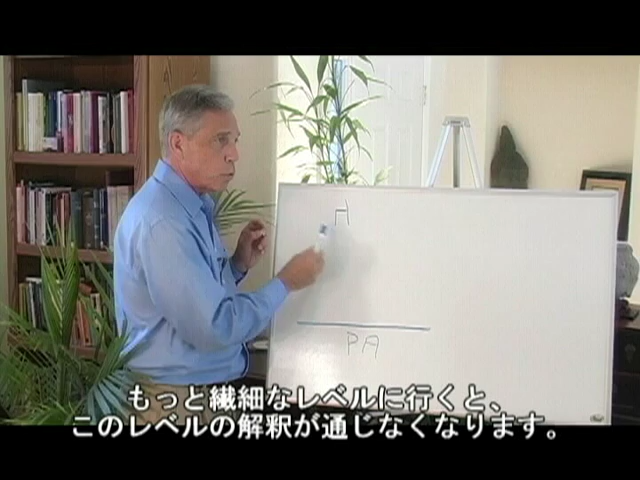 H
PA
もっと繊細なレベルに行くと、
このレベルの解釈が通じなくなります。